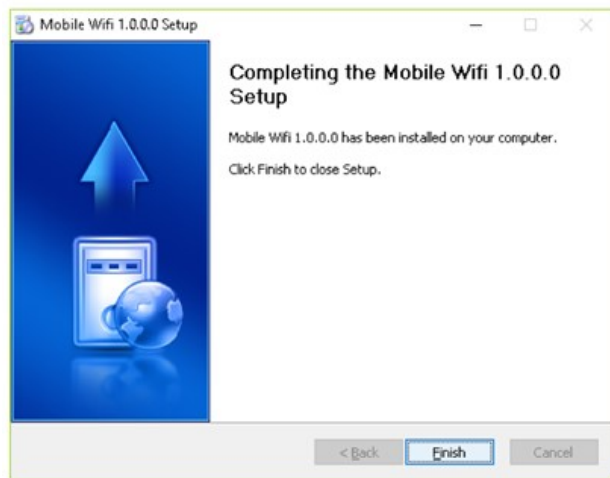 Mobile Wifi 1.0.0.0 Setup
Completing the Mobile Wifi 1.0.0.0
Setup
Mobile Wifi 1.0.0.0 has been installed on your computer.
Click Finish to close Setup.
< Back
Finish
Cancel